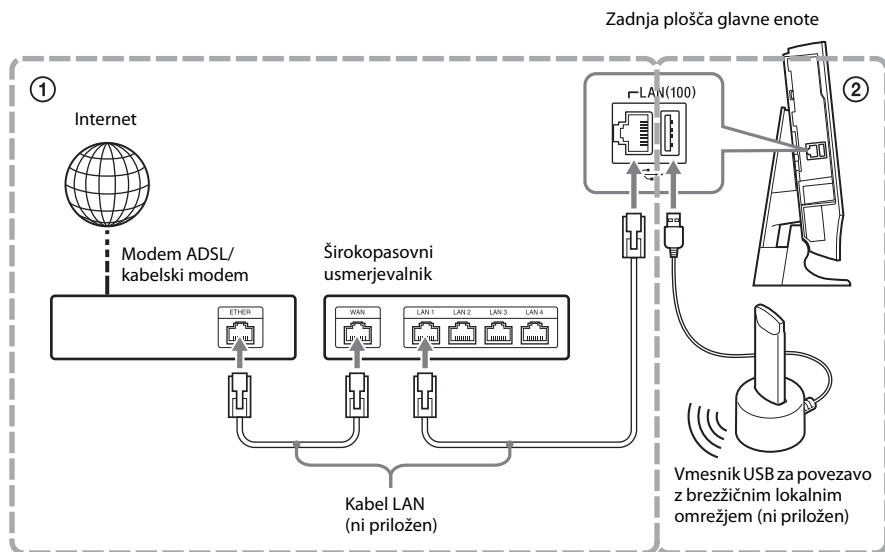 Zadnja plošča glavne enote
①
②
LAN(100)
Internet
Modem ADSL/
kabelski modem
Širokopasovni
usmerjevalnik
ETHER
WAN
LAN 1
LAN 2
LAN 3
LAN 4
Kabel LAN
(ni priložen)
Vmesnik USB za povezavo
z brezžičnim lokalnim
omrežjem (ni priložen)